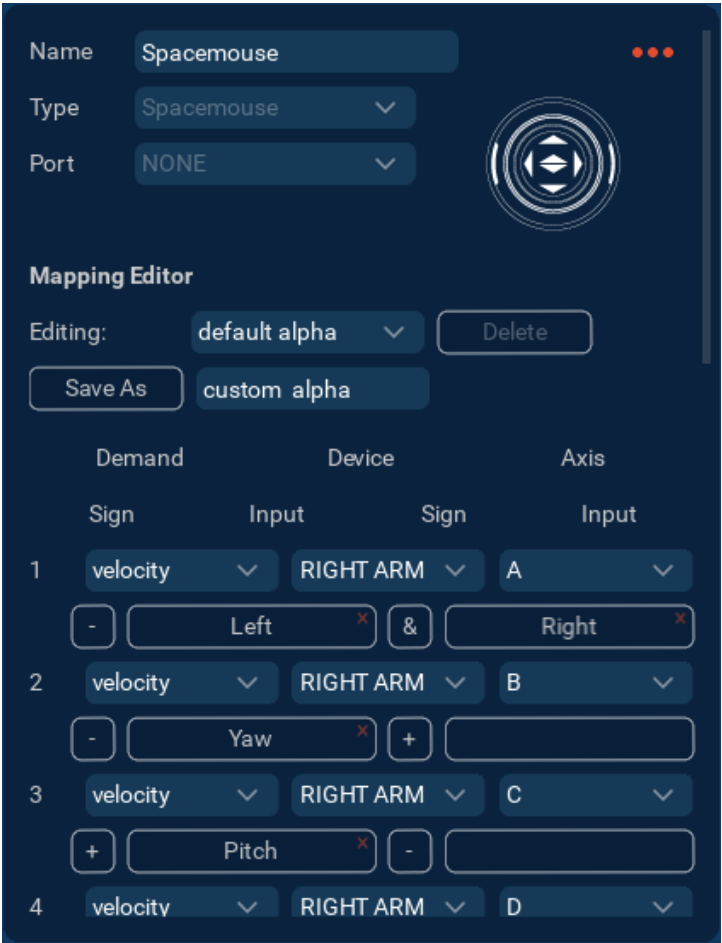 Name Spacemouse
Type Spacemouse
Port NONE
Mapping Editor
Editing: default alpha Delete
Save As custom alpha
Demand Device Axis
Sign Input Sign Input
1 velocity RIGHT ARM A
- Left x & Right x
2 velocity RIGHT ARM B
- Yaw x +
3 velocity RIGHT ARM C
+ Pitch x -
4 velocity RIGHT ARM D